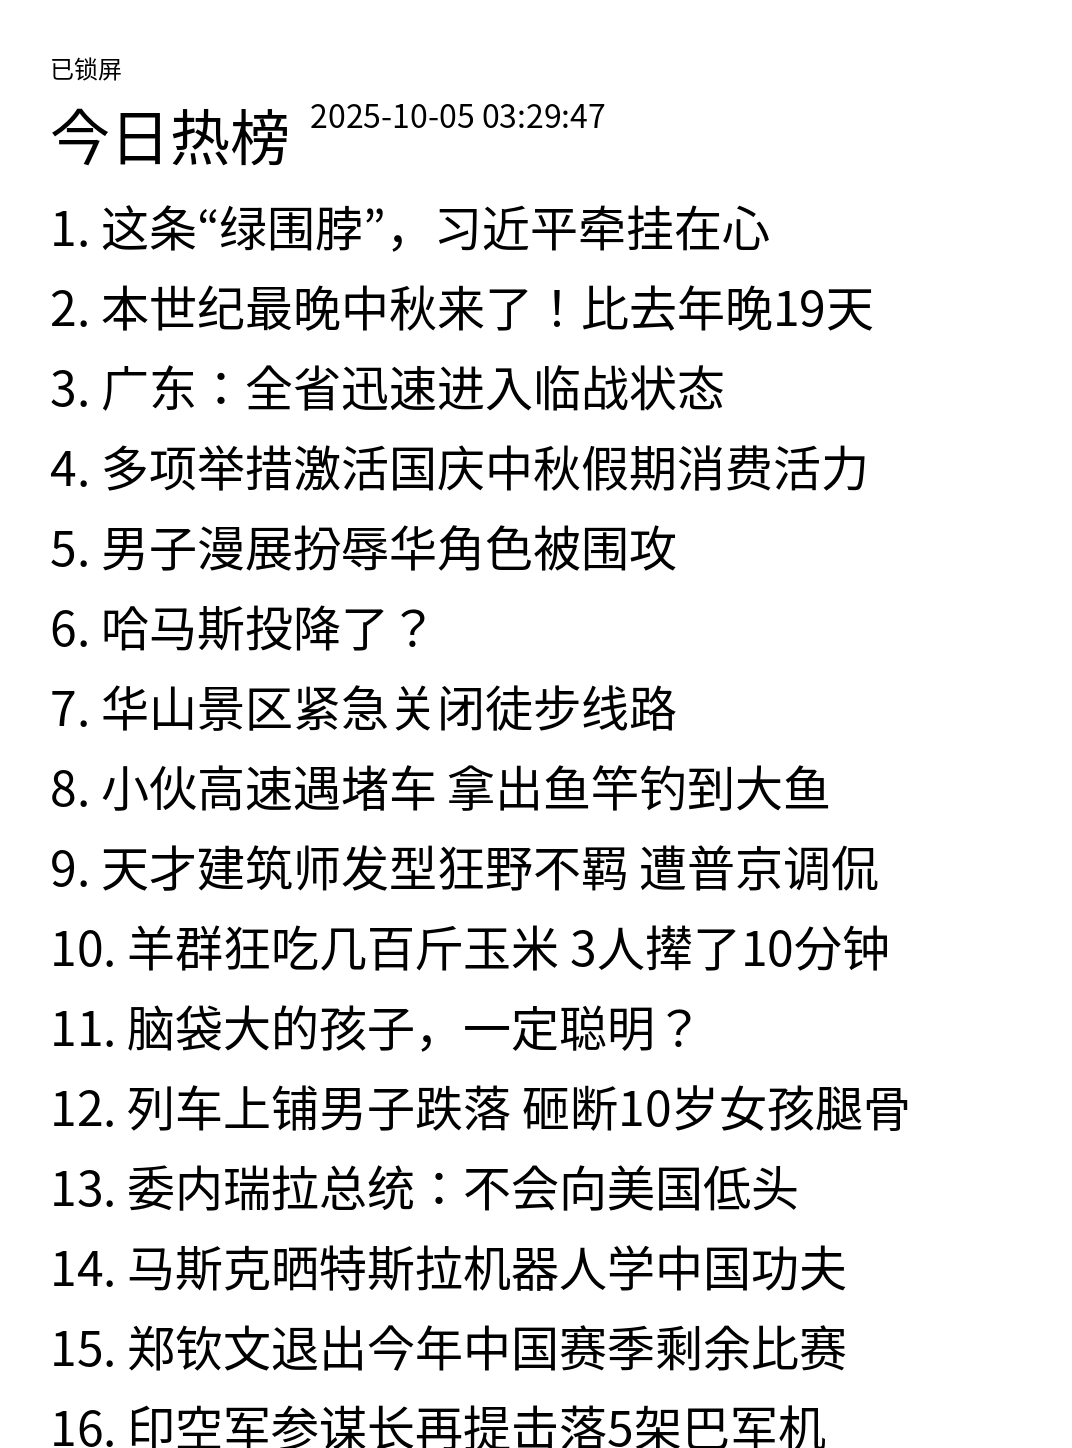 已锁屏
今日热榜 2025-10-05 03:29:47
1. 这条“绿围脖”，习近平牵挂在心
2. 本世纪最晚中秋来了！比去年晚19天
3. 广东：全省迅速进入临战状态
4. 多项举措激活国庆中秋假期消费活力
5. 男子漫展扮辱华角色被围攻
6. 哈马斯投降了？
7. 华山景区紧急关闭徒步线路
8. 小伙高速遇堵车 拿出鱼竿钓到大鱼
9. 天才建筑师发型狂野不羁 遭普京调侃
10. 羊群狂吃几百斤玉米 3人撵了10分钟
11. 脑袋大的孩子，一定聪明？
12. 列车上铺男子跌落 砸断10岁女孩腿骨
13. 委内瑞拉总统：不会向美国低头
14. 马斯克晒特斯拉机器人学中国功夫
15. 郑钦文退出今年中国赛季剩余比赛
16. 印空军参谋长再提击落5架巴军机